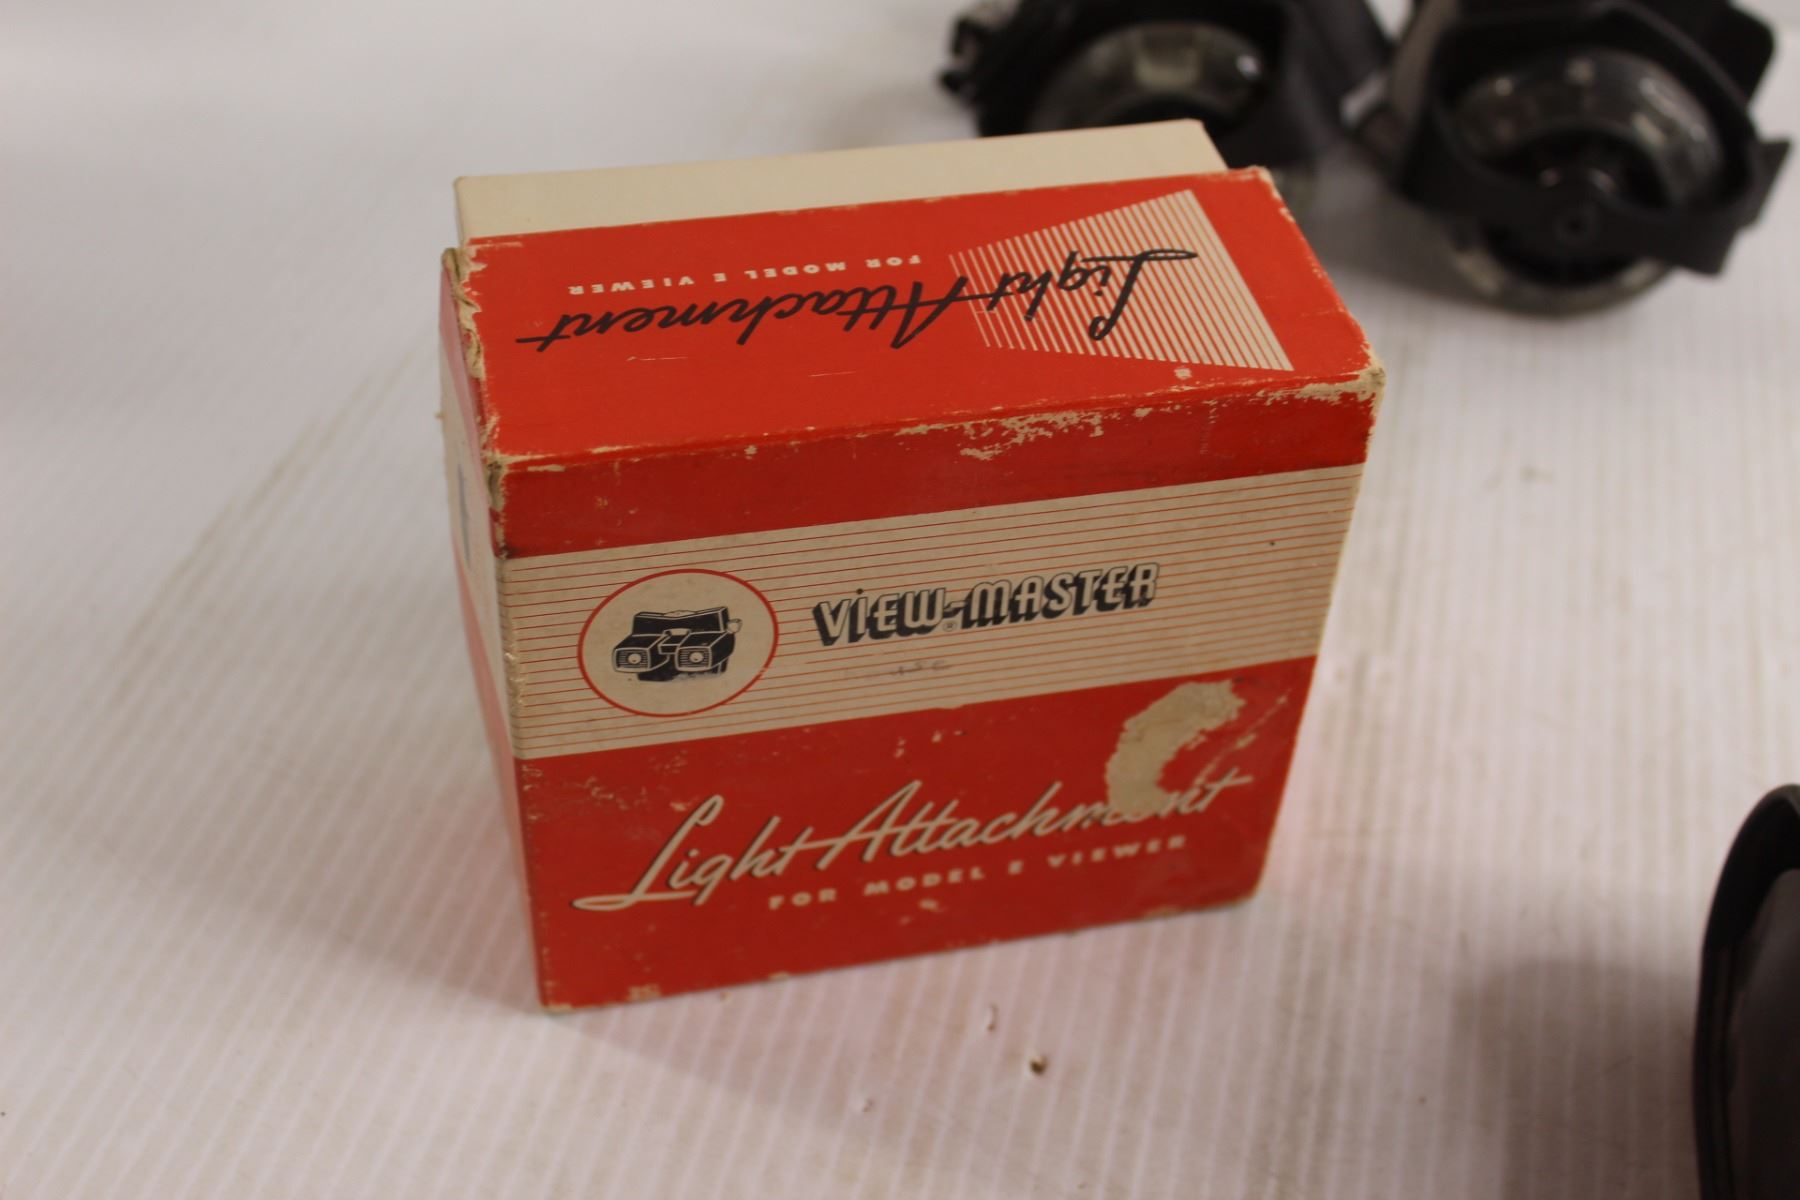 Light Attachment
FOR MODEL E VIEWER
VIEW-MASTER®
Light Attachment
FOR MODEL E VIEWER